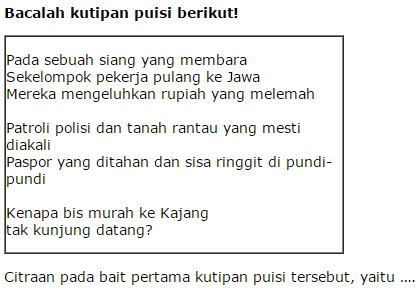 Bacalah kutipan puisi berikut!
Pada sebuah siang yang membara
Sekelompok pekerja pulang ke Jawa
Mereka mengeluhkan rupiah yang melemah
Patroli polisi dan tanah rantau yang mesti
diakali
Paspor yang ditahan dan sisa ringgit di pundi-
pundi
Kenapa bis murah ke Kajang
tak kunjung datang?
Citraan pada bait pertama kutipan puisi tersebut, yaitu ....